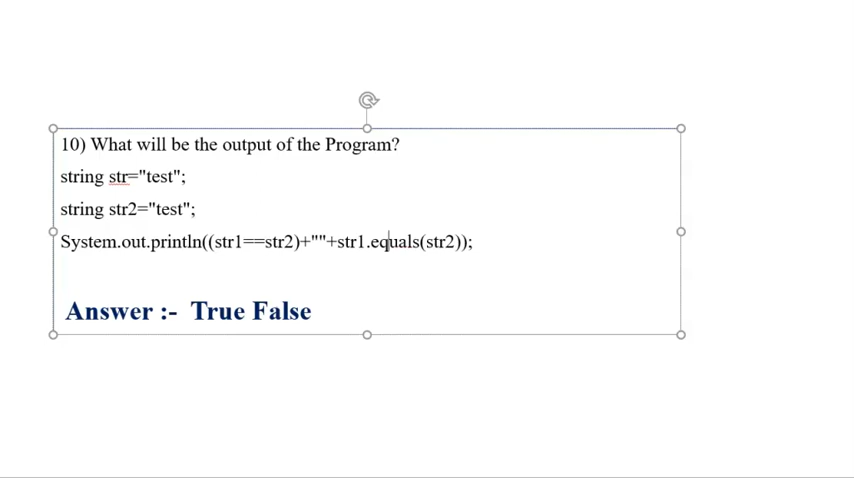 10) What will be the output of the Program?
string str="test";
string str2="test";
System.out.println((str1==str2)+""+str1.equals(str2));
Answer :- True False